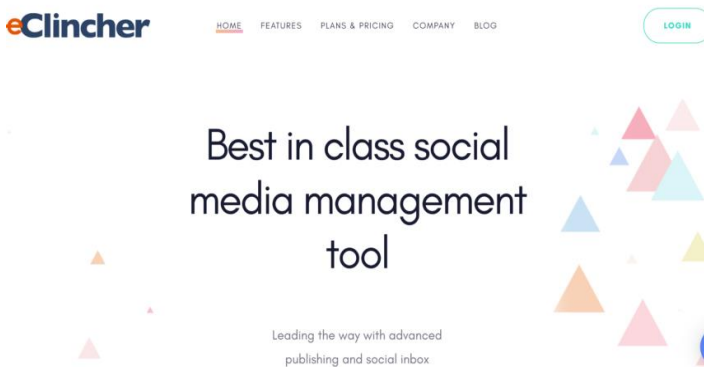 eClincher
HOME FEATURES PLANS & PRICING COMPANY BLOG
LOGIN
Best in class social
media management
tool
Leading the way with advanced
publishing and social inbox